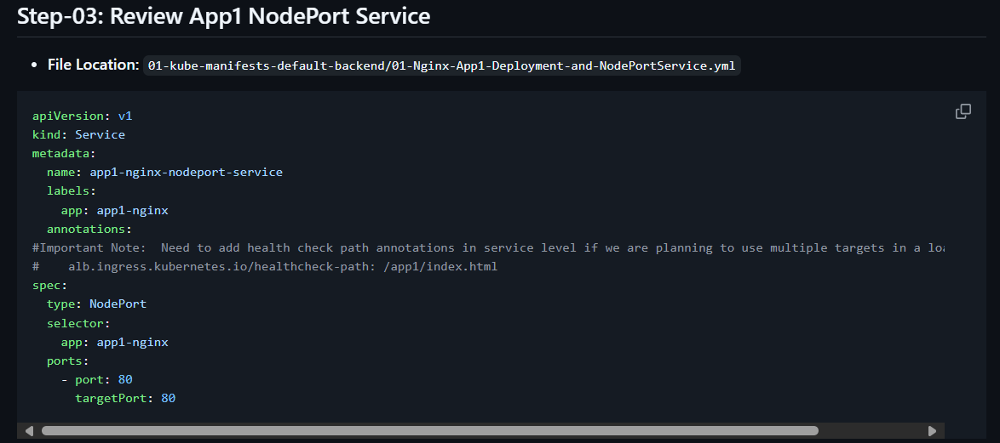 Step-03: Review App1 NodePort Service
• File Location: 01-kube-manifests-default-backend/01-Nginx-App1-Deployment-and-NodePortService.yml
apiVersion: v1
kind: Service
metadata:
  name: app1-nginx-nodeport-service
  labels:
    app: app1-nginx
  annotations:
#Important Note:  Need to add health check path annotations in service level if we are planning to use multiple targets in a
#    alb.ingress.kubernetes.io/healthcheck-path: /app1/index.html
spec:
  type: NodePort
  selector:
    app: app1-nginx
  ports:
    - port: 80
      targetPort: 80